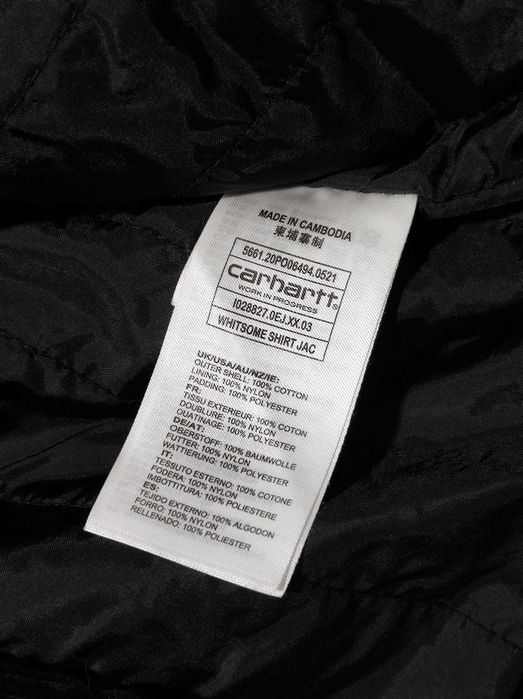 MADE IN CAMBODIA
柬埔寨制
5661.20PO06494.0521
carhartt
WORK IN PROGRESS
I028827.0EJ.XX.03
WHITSOME SHIRT JAC
UK/USA/AU/NZ/IE:
OUTER SHELL: 100% COTTON
LINING: 100% NYLON
PADDING: 100% POLYESTER
FR:
TISSU EXTERIEUR: 100% COTON
DOUBLURE: 100% NYLON
OUATINAGE: 100% POLYESTER
DE/AT:
OBERSTOFF: 100% BAUMWOLLE
FUTTER: 100% NYLON
WATTIERUNG: 100% POLYESTER
IT:
TESSUTO ESTERNO: 100% COTONE
FODERA: 100% NYLON
IMBOTTITURA: 100% POLIESTERE
ES:
TEJIDO EXTERNO: 100% ALGODON
FORRO: 100% NYLON
RELLENADO: 100% POLIESTER